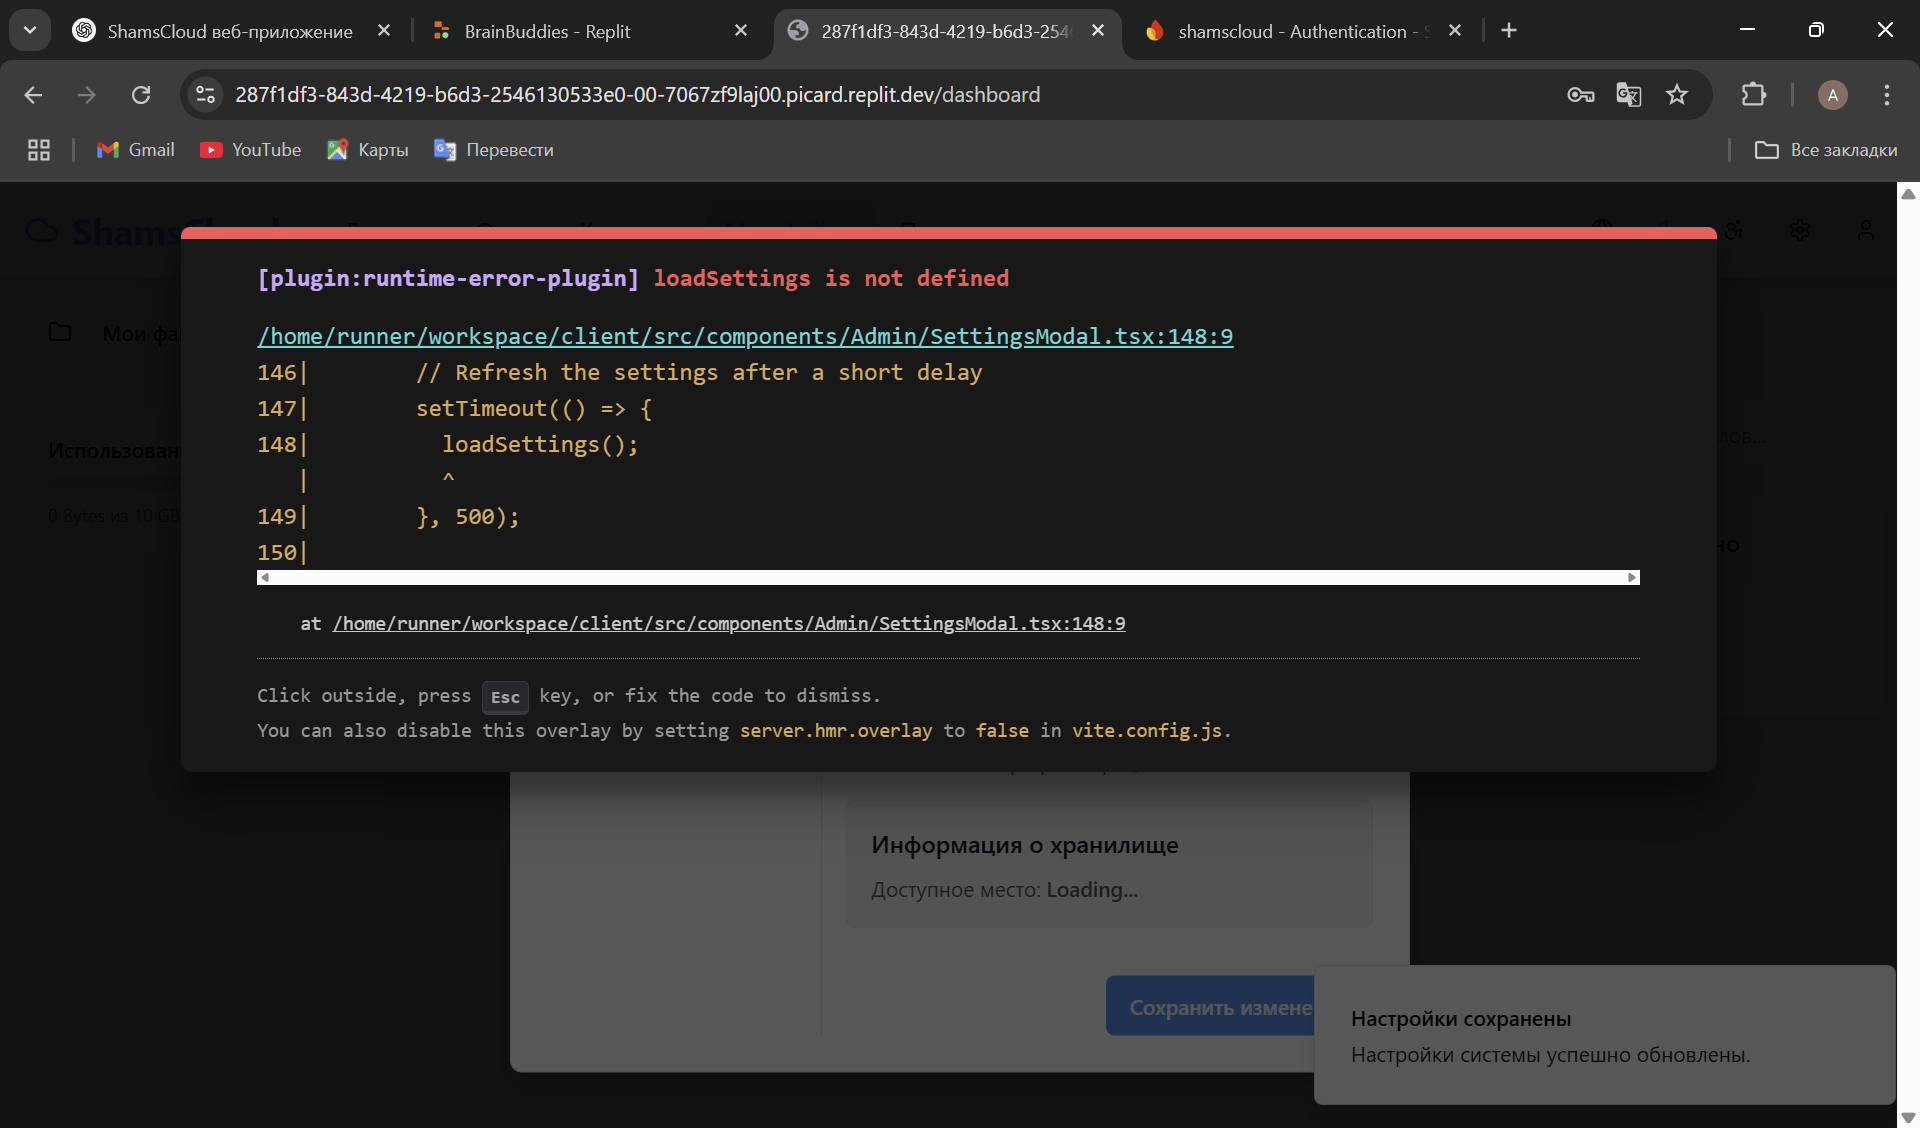 ShamsCloud веб-приложение
BrainBuddies - Replit
287f1df3-843d-4219-b6d3-254
shamscloud - Authentication -
287f1df3-843d-4219-b6d3-2546130533e0-00-7067zf9laj00.picard.replit.dev/dashboard
A
Gmail
YouTube
Карты
Перевести
Все закладки
Shams
[plugin:runtime-error-plugin] loadSettings is not defined
/home/runner/workspace/client/src/components/Admin/SettingsModal.tsx:148:9
146| // Refresh the settings after a short delay
147| setTimeout(() => {
148| loadSettings();
| ^
149| }, 500);
150|
at /home/runner/workspace/client/src/components/Admin/SettingsModal.tsx:148:9
Click outside, press Esc key, or fix the code to dismiss.
You can also disable this overlay by setting server.hmr.overlay to false in vite.config.js.
Мои фа
Использован
0 Bytes из 10 GB
Информация о хранилище
Доступное место: Loading...
Сохранить измене
Настройки сохранены
Настройки системы успешно обновлены.